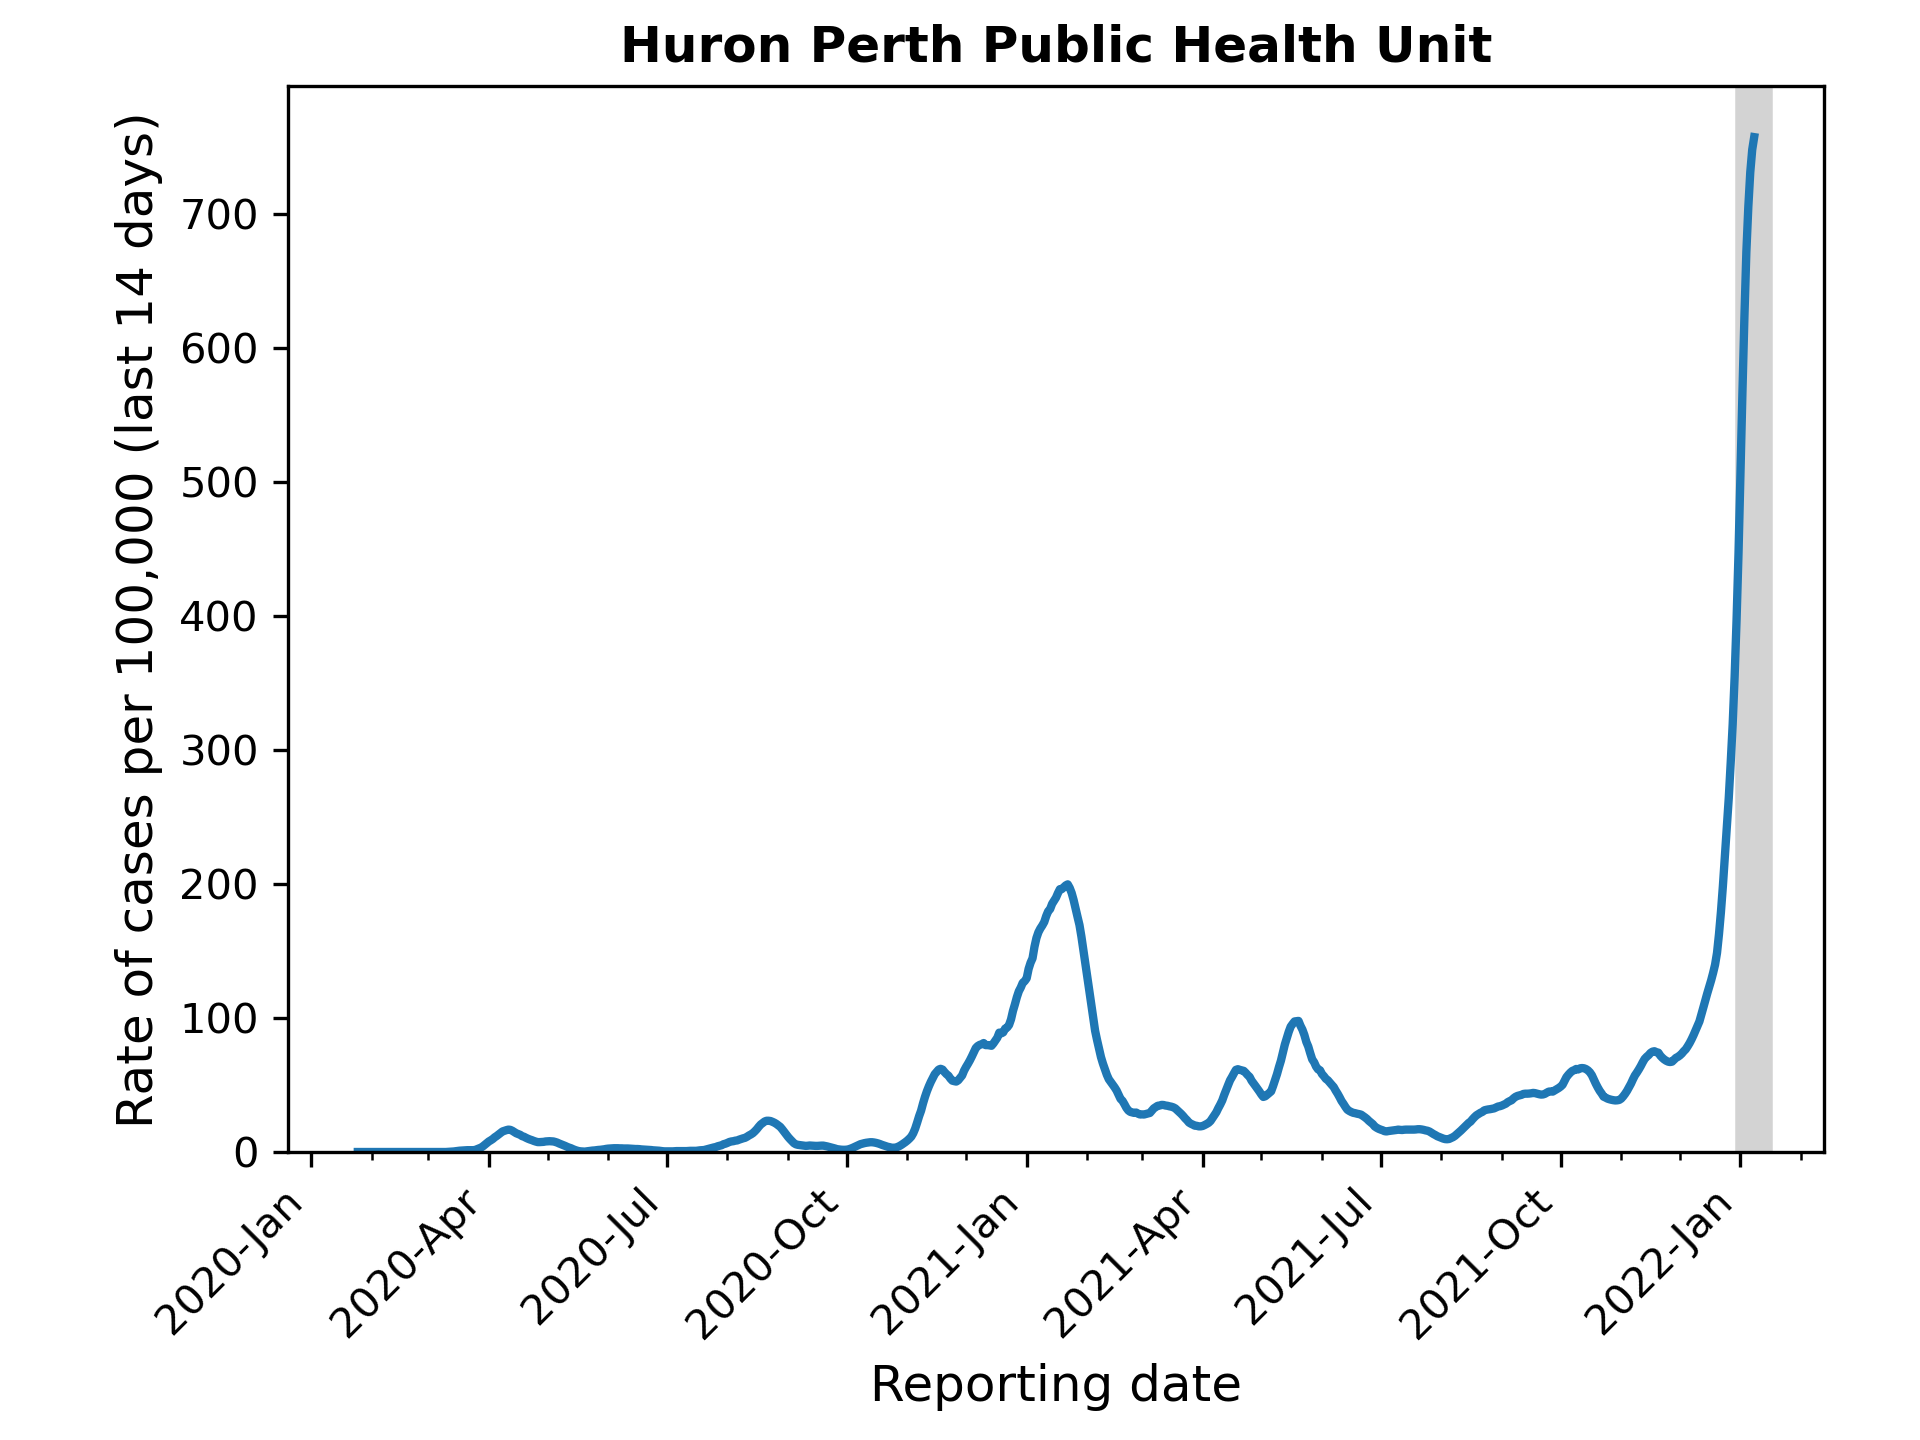 Huron Perth Public Health Unit
Rate of cases per 100,000 (last 14 days)
700
600
500
400
300
200
100
0
2020-Jan
2020-Apr
2020-Jul
2020-Oct
2021-Jan
2021-Apr
2021-Jul
2021-Oct
2022-Jan
Reporting date